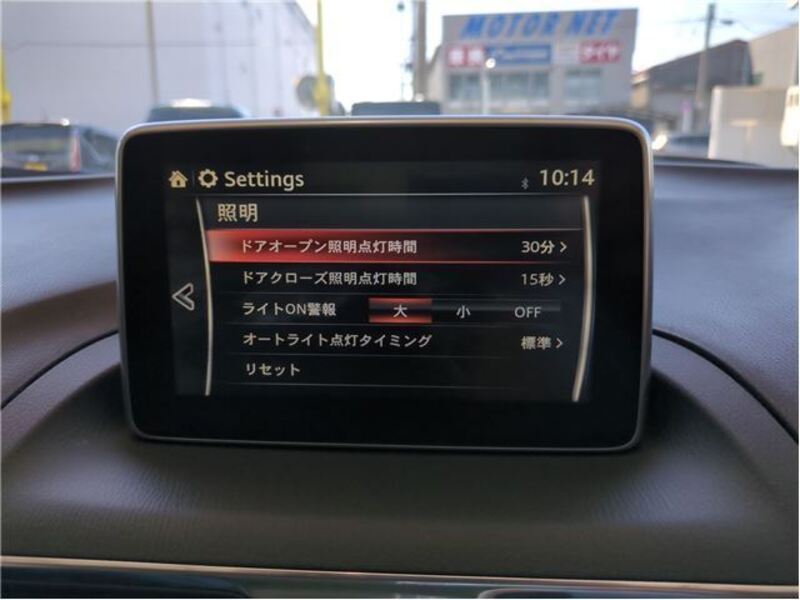 MOTOR NET
Settings
10:14
照明
ドアオープン照明点灯時間 30分 >
ドアクローズ照明点灯時間 15秒 >
ライトON警報 大 小 OFF
オートライト点灯タイミング 標準 >
リセット